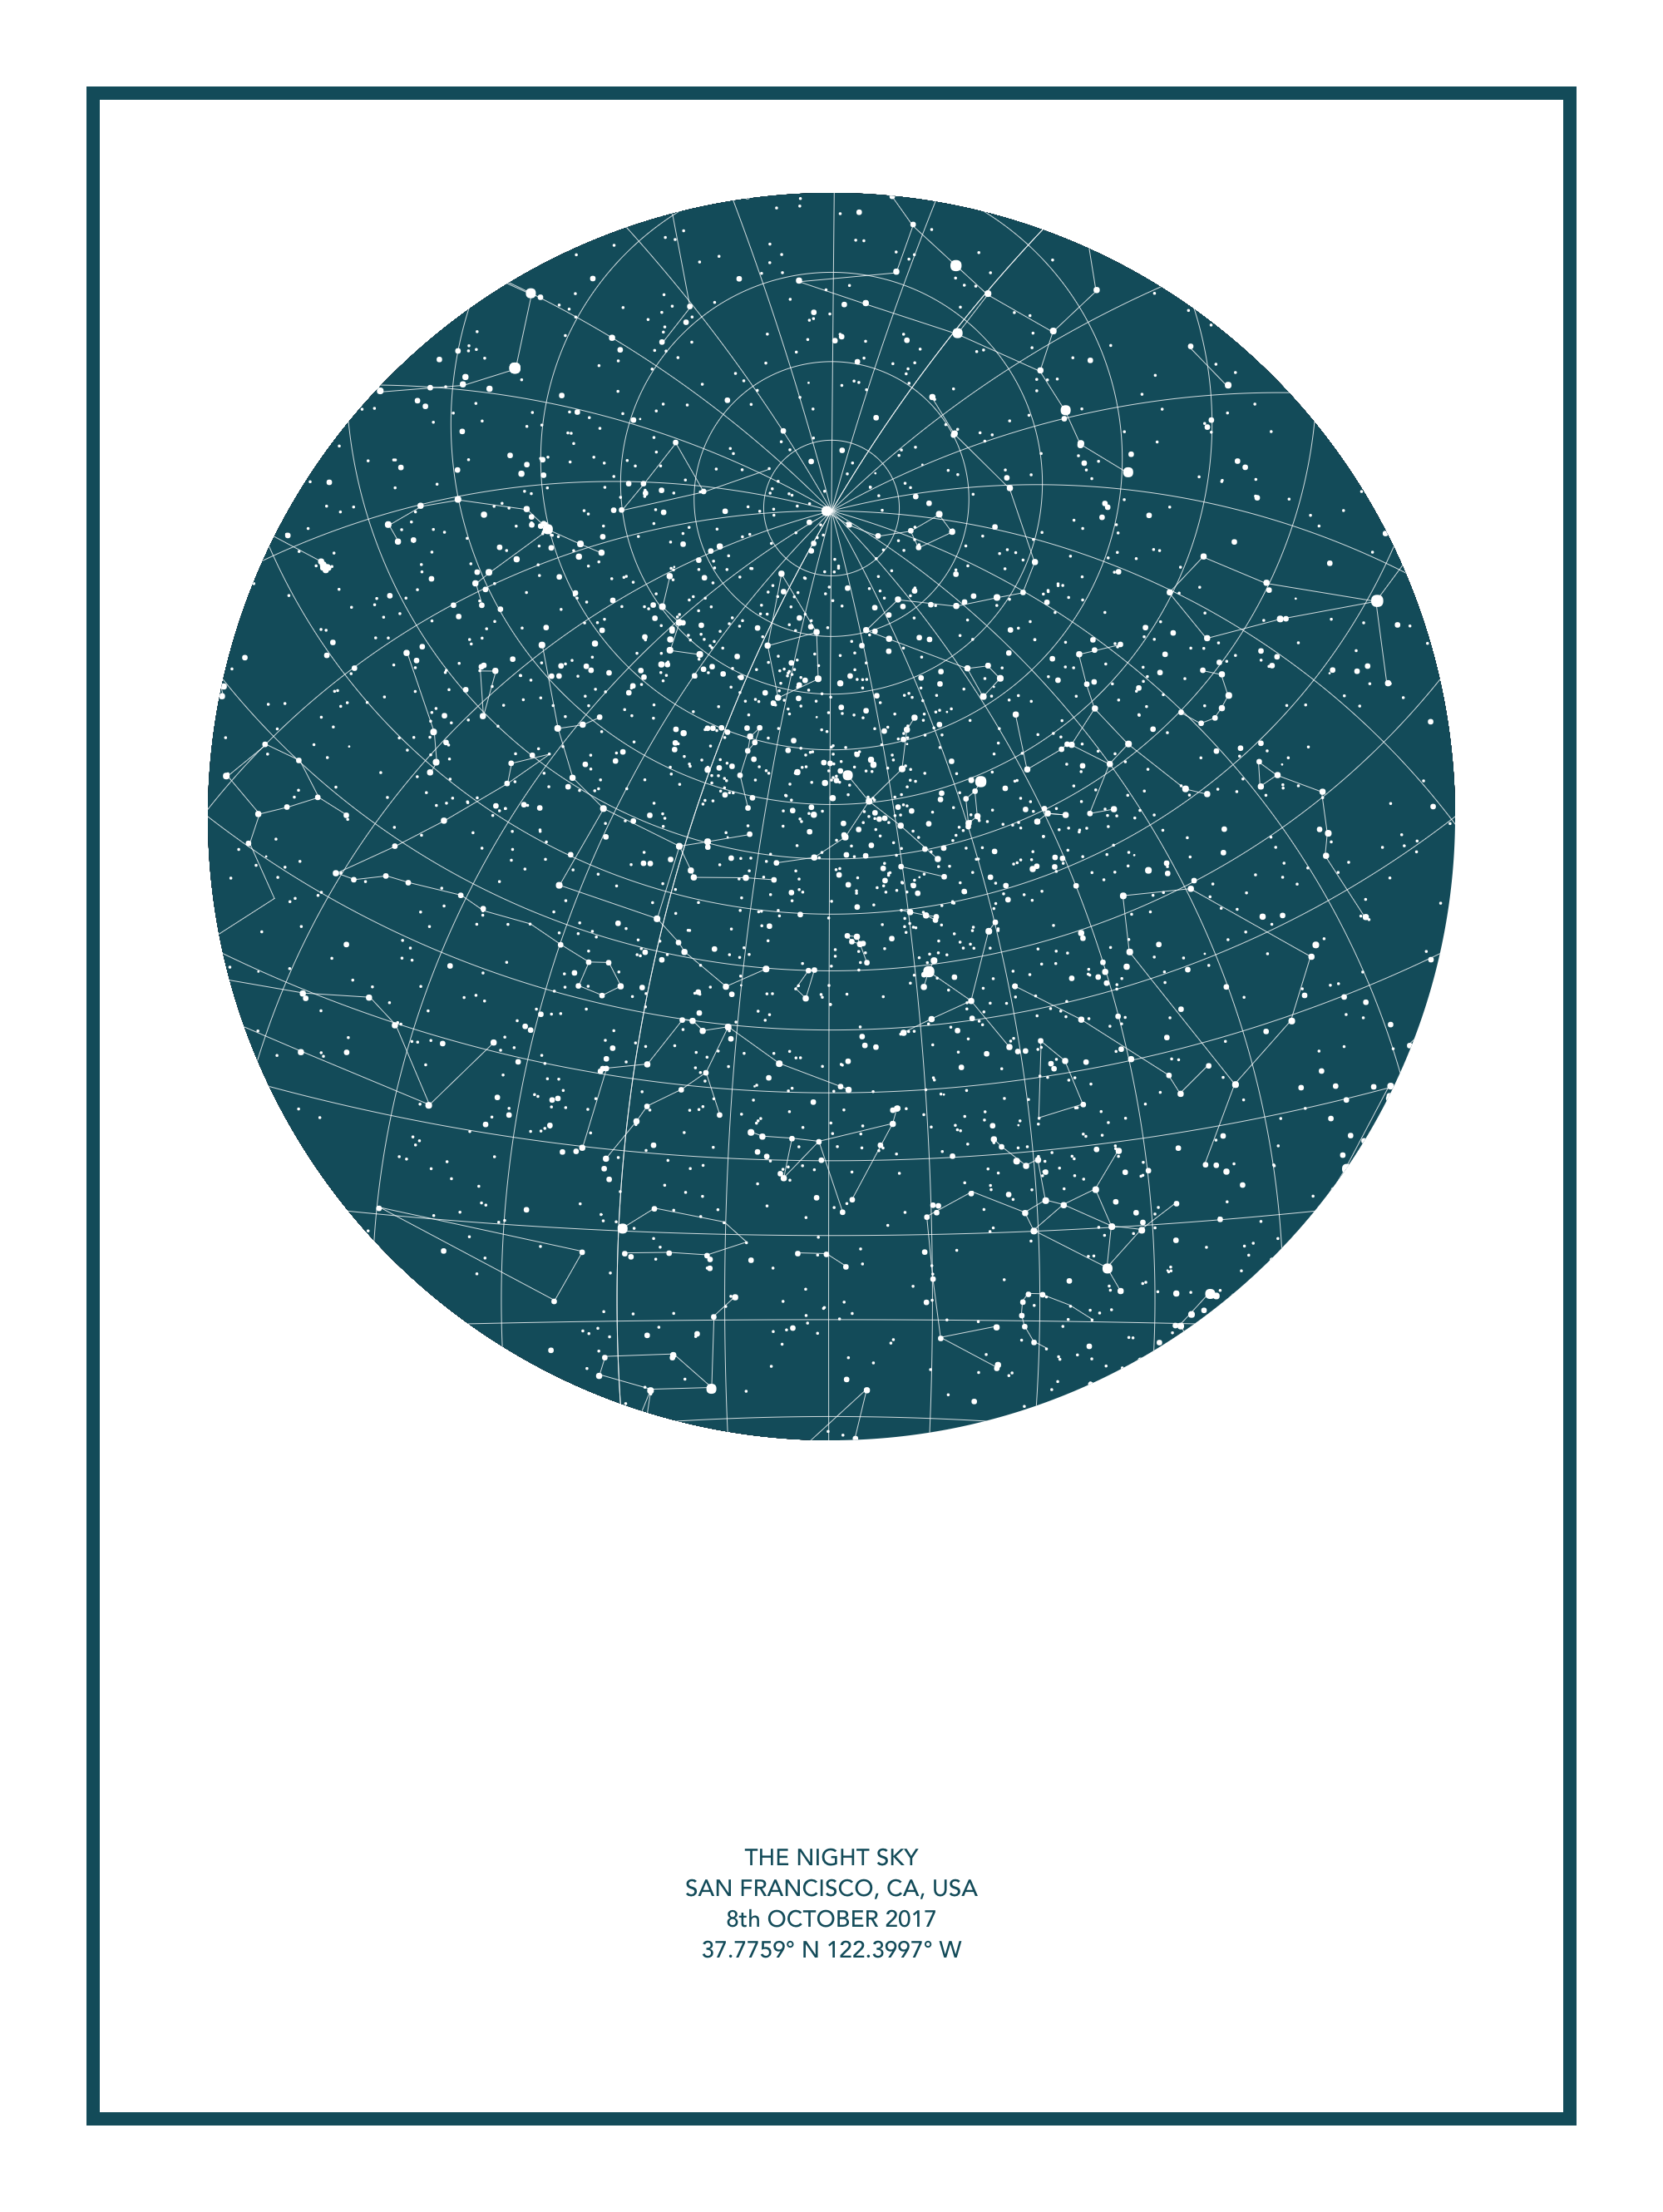 THE NIGHT SKY
SAN FRANCISCO, CA, USA
8th OCTOBER 2017
37.7759° N 122.3997° W